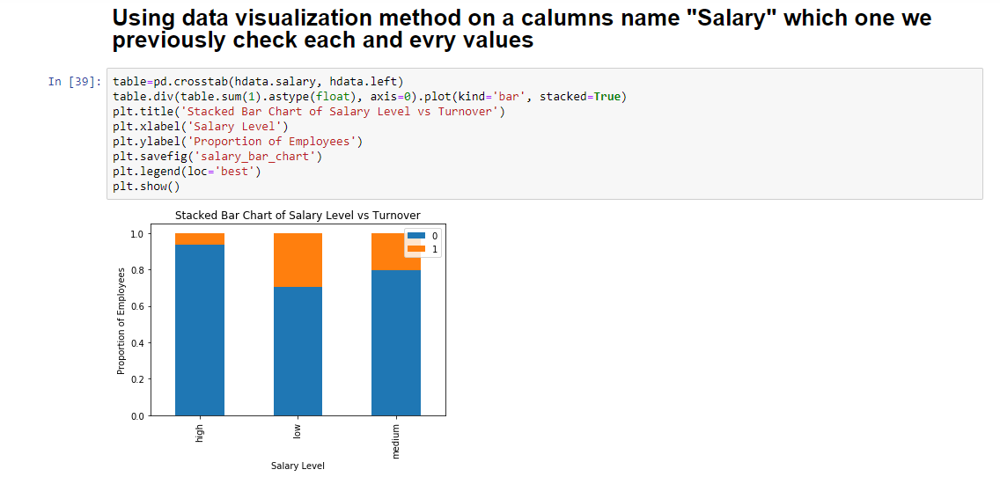 Using data visualization method on a calumns name "Salary" which one we
previously check each and evry values
In [39]:
table=pd.crosstab(hdata.salary, hdata.left)
table.div(table.sum(1).astype(float), axis=0).plot(kind='bar', stacked=True)
plt.title('Stacked Bar Chart of Salary Level vs Turnover')
plt.xlabel('Salary Level')
plt.ylabel('Proportion of Employees')
plt.savefig('salary_bar_chart')
plt.legend(loc='best')
plt.show()
Stacked Bar Chart of Salary Level vs Turnover
0
1
Proportion of Employees
1.0
0.8
0.6
0.4
0.2
0.0
high
low
medium
Salary Level